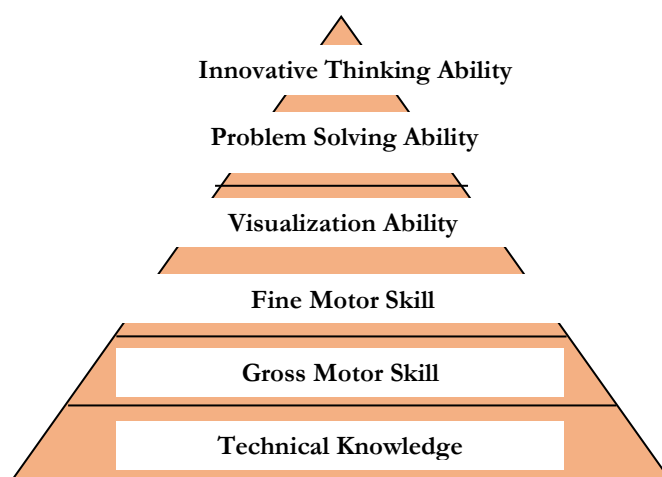 Innovative Thinking Ability
Problem Solving Ability
Visualization Ability
Fine Motor Skill
Gross Motor Skill
Technical Knowledge